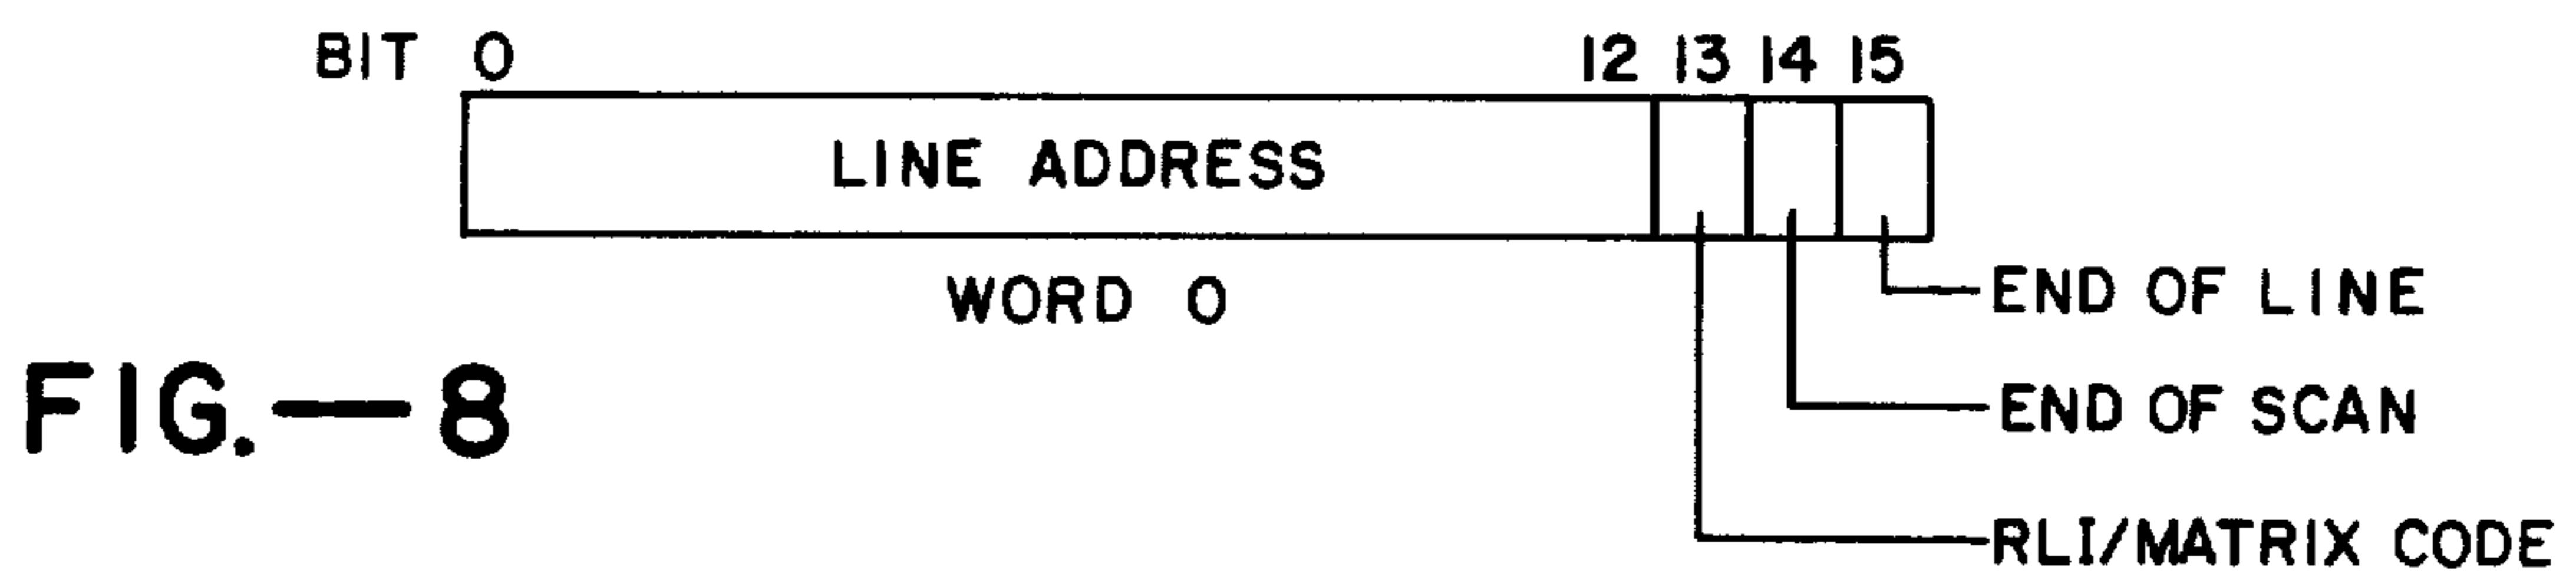 BIT 0 12 13 14 15
LINE ADDRESS
WORD 0
END OF LINE
FIG.—8
END OF SCAN
RLI/MATRIX CODE